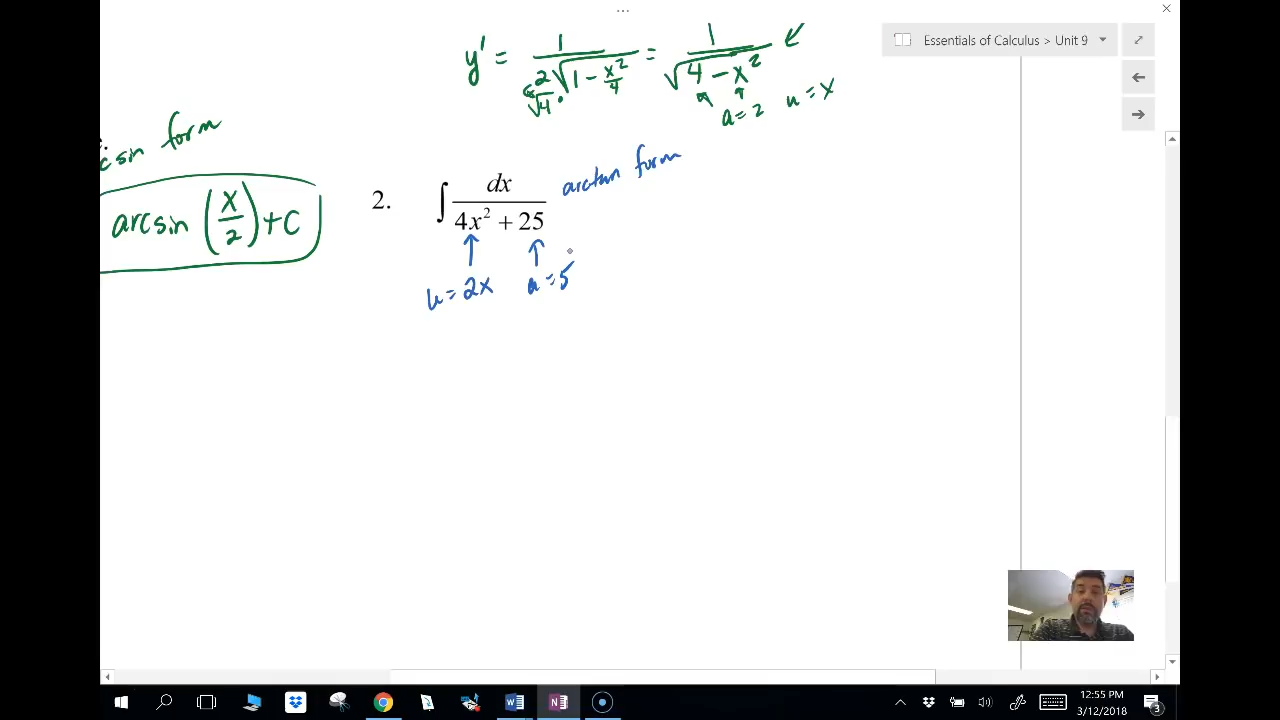 Essentials of Calculus > Unit 9
y' = 1 / (2/√4 √(1 − x²/4)) = 1 / √(4 − x²)
a = 2 u = x
c sin form
arcsin (x/2) + C
2. ∫ dx / (4x² + 25) arctan form
u = 2x a = 5
12:55 PM
3/12/2018
3